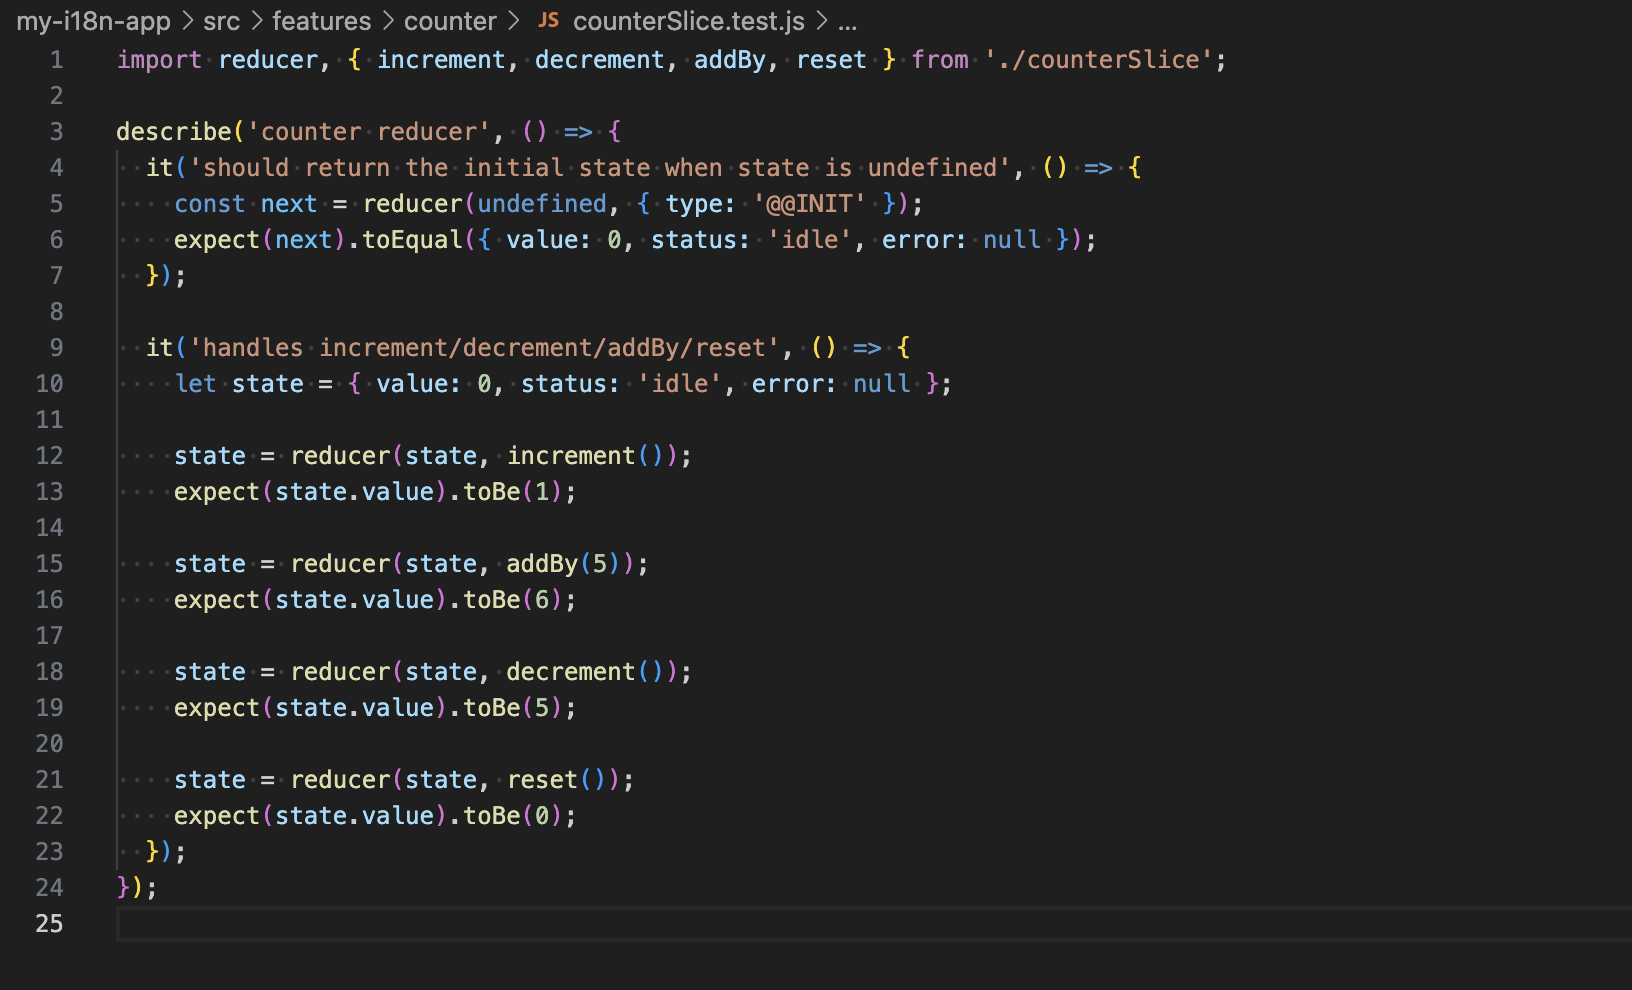 my-i18n-app > src > features > counter > JS counterSlice.test.js > ...
1 import reducer, { increment, decrement, addBy, reset } from './counterSlice';
2
3 describe('counter reducer', () => {
4   it('should return the initial state when state is undefined', () => {
5     const next = reducer(undefined, { type: '@@INIT' });
6     expect(next).toEqual({ value: 0, status: 'idle', error: null });
7   });
8
9   it('handles increment/decrement/addBy/reset', () => {
10     let state = { value: 0, status: 'idle', error: null };
11
12     state = reducer(state, increment());
13     expect(state.value).toBe(1);
14
15     state = reducer(state, addBy(5));
16     expect(state.value).toBe(6);
17
18     state = reducer(state, decrement());
19     expect(state.value).toBe(5);
20
21     state = reducer(state, reset());
22     expect(state.value).toBe(0);
23   });
24 });
25